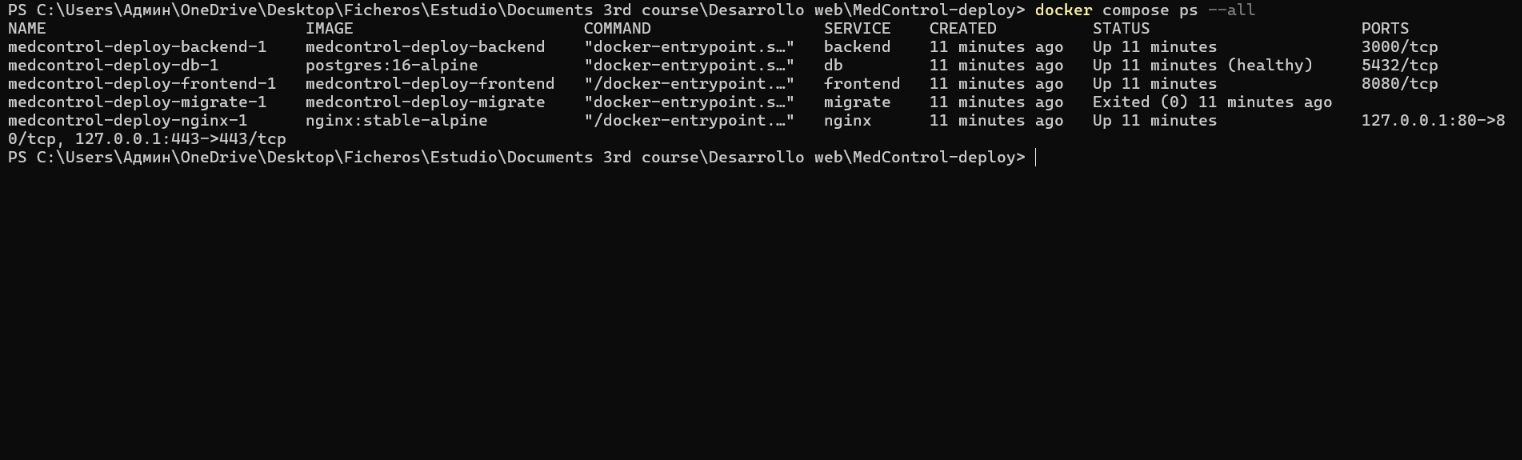 PS C:\Users\Админ\OneDrive\Desktop\Ficheros\Estudio\Documents 3rd course\Desarrollo web\MedControl-deploy> docker compose ps --all
NAME IMAGE COMMAND SERVICE CREATED STATUS PORTS
medcontrol-deploy-backend-1 medcontrol-deploy-backend "docker-entrypoint.s…" backend 11 minutes ago Up 11 minutes 3000/tcp
medcontrol-deploy-db-1 postgres:16-alpine "docker-entrypoint.s…" db 11 minutes ago Up 11 minutes (healthy) 5432/tcp
medcontrol-deploy-frontend-1 medcontrol-deploy-frontend "/docker-entrypoint.…" frontend 11 minutes ago Up 11 minutes 8080/tcp
medcontrol-deploy-migrate-1 medcontrol-deploy-migrate "docker-entrypoint.s…" migrate 11 minutes ago Exited (0) 11 minutes ago
medcontrol-deploy-nginx-1 nginx:stable-alpine "/docker-entrypoint.…" nginx 11 minutes ago Up 11 minutes 127.0.0.1:80->8
0/tcp, 127.0.0.1:443->443/tcp
PS C:\Users\Админ\OneDrive\Desktop\Ficheros\Estudio\Documents 3rd course\Desarrollo web\MedControl-deploy>